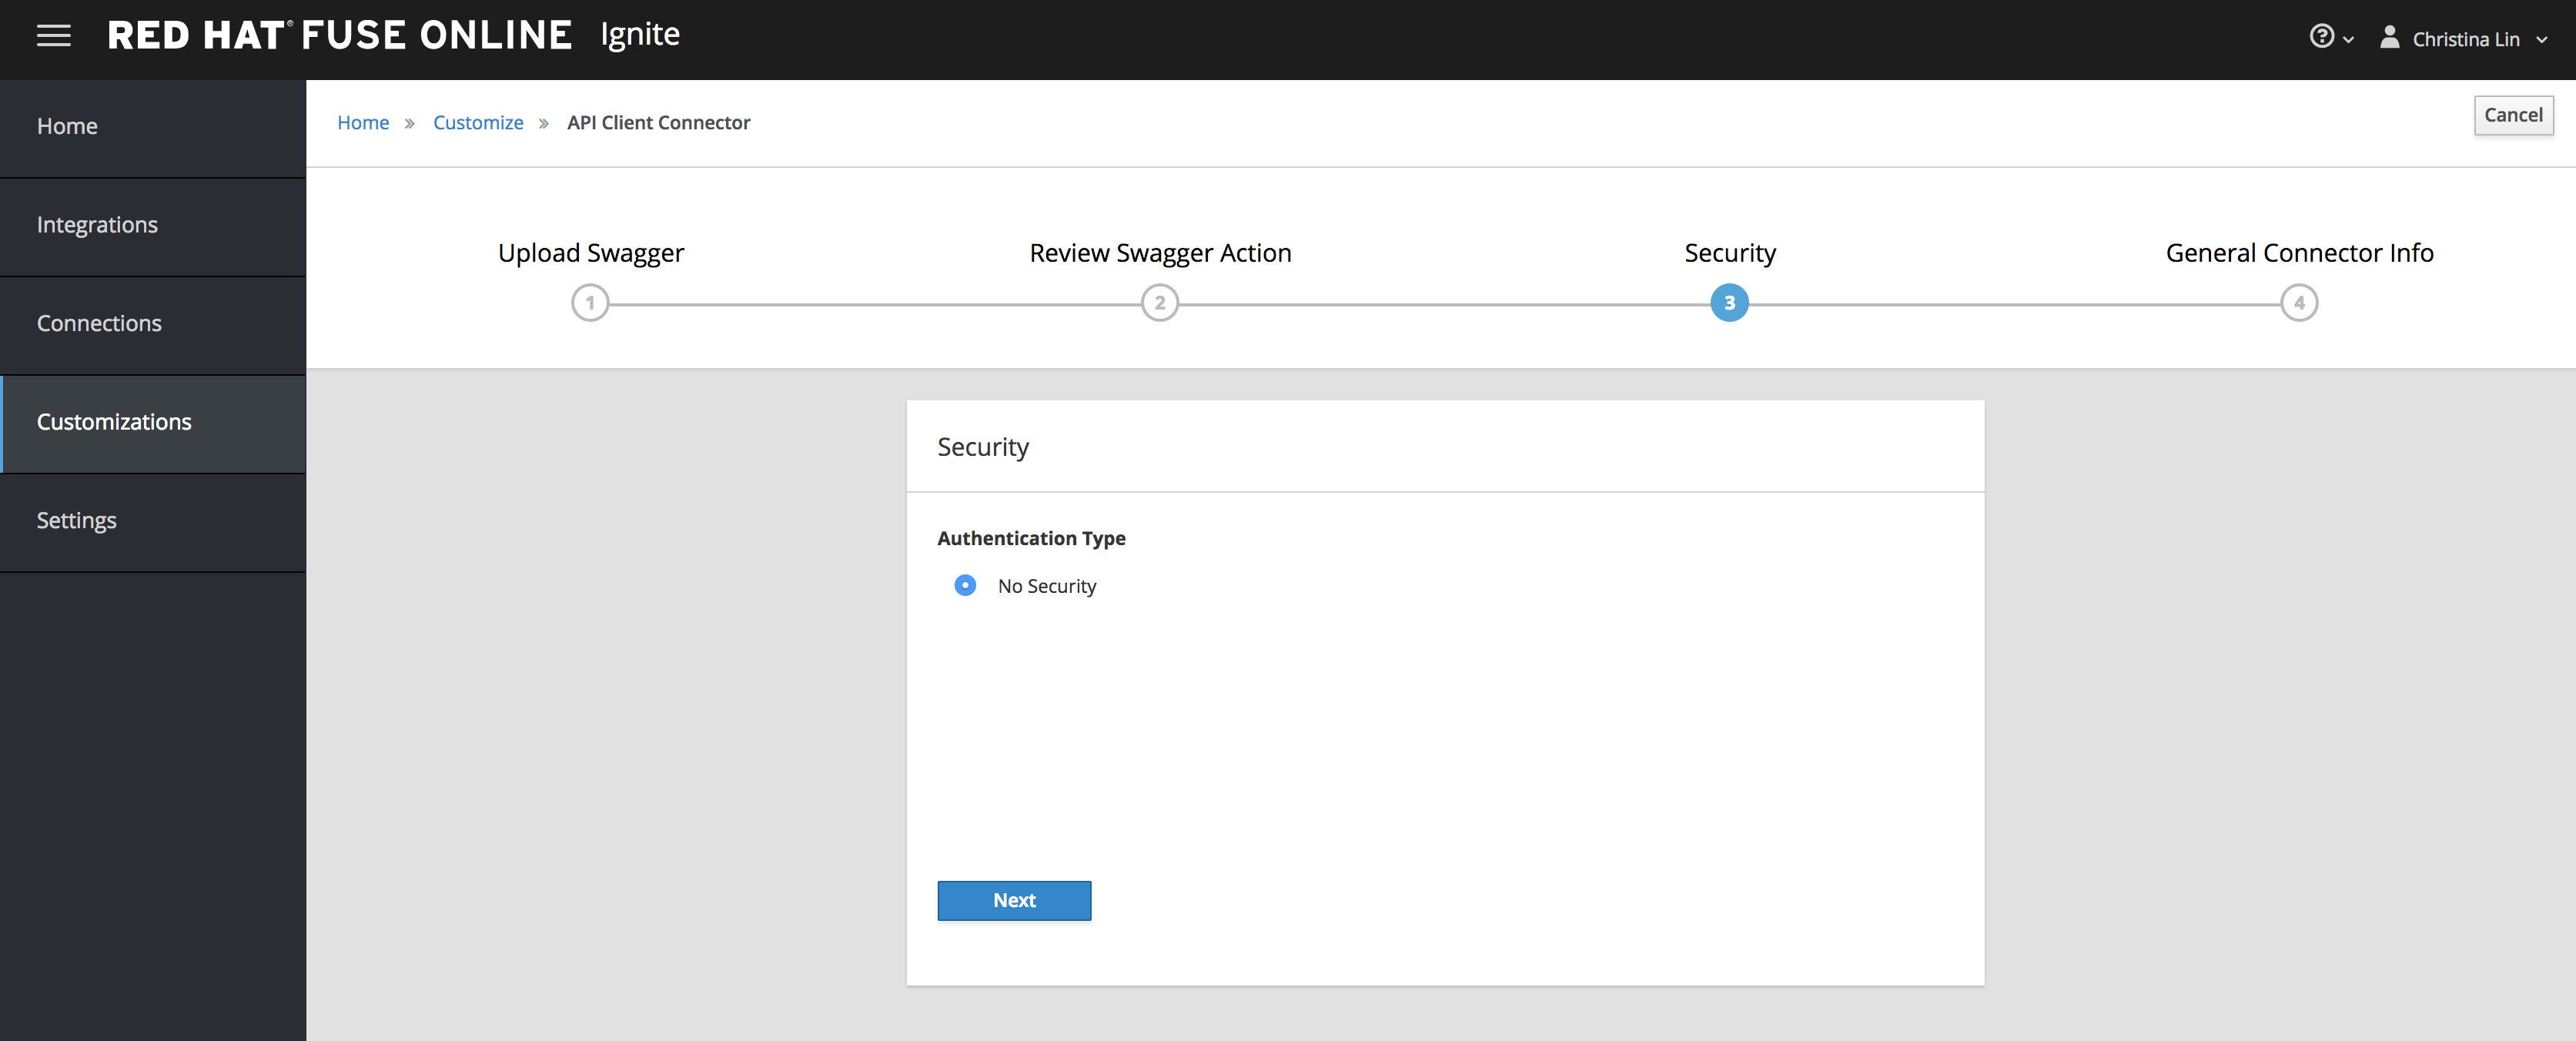 RED HAT® FUSE ONLINE Ignite
Christina Lin
Home
Integrations
Connections
Customizations
Settings
Home » Customize » API Client Connector
Cancel
Upload Swagger
Review Swagger Action
Security
General Connector Info
1
2
3
4
Security
Authentication Type
No Security
Next